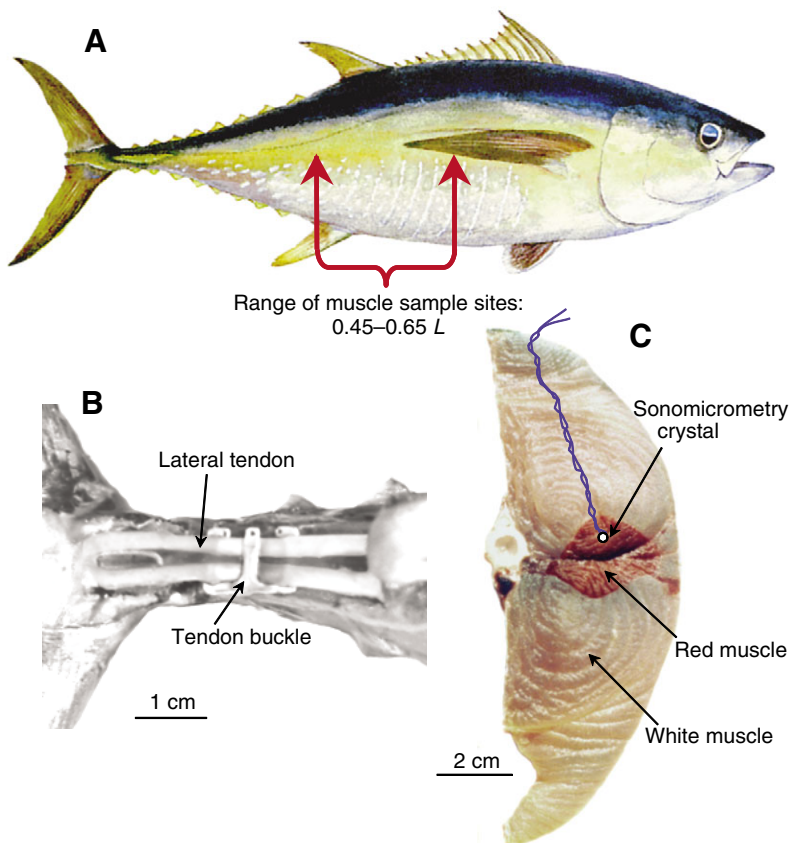 A
Range of muscle sample sites:
0.45–0.65 L
B
Lateral tendon
Tendon buckle
1 cm
C
Sonomicrometry
crystal
Red muscle
White muscle
2 cm